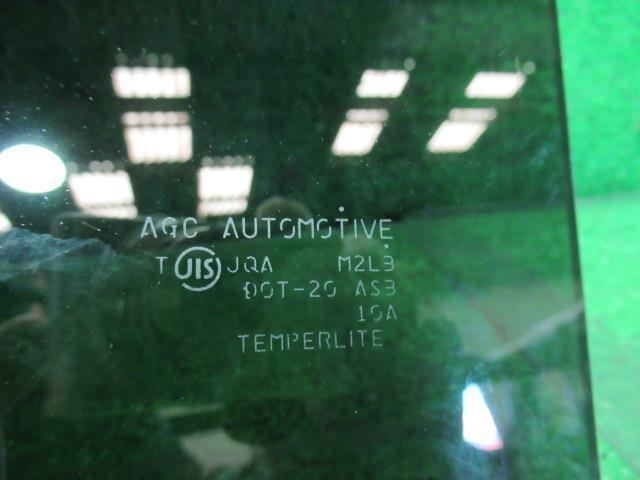 AGC AUTOMOTIVE
T JIS JQA M2L3
DOT-20 AS3
10A
TEMPERLITE